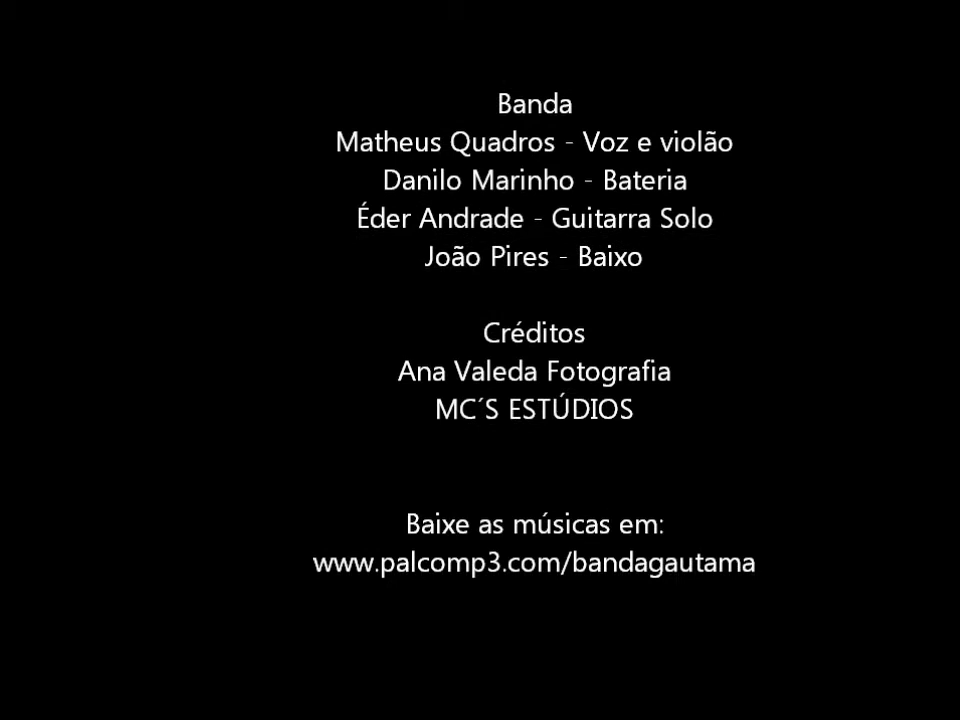 Banda
Matheus Quadros - Voz e violão
Danilo Marinho - Bateria
Éder Andrade - Guitarra Solo
João Pires - Baixo
Créditos
Ana Valeda Fotografia
MC´S ESTÚDIOS
Baixe as músicas em:
www.palcomp3.com/bandagautama